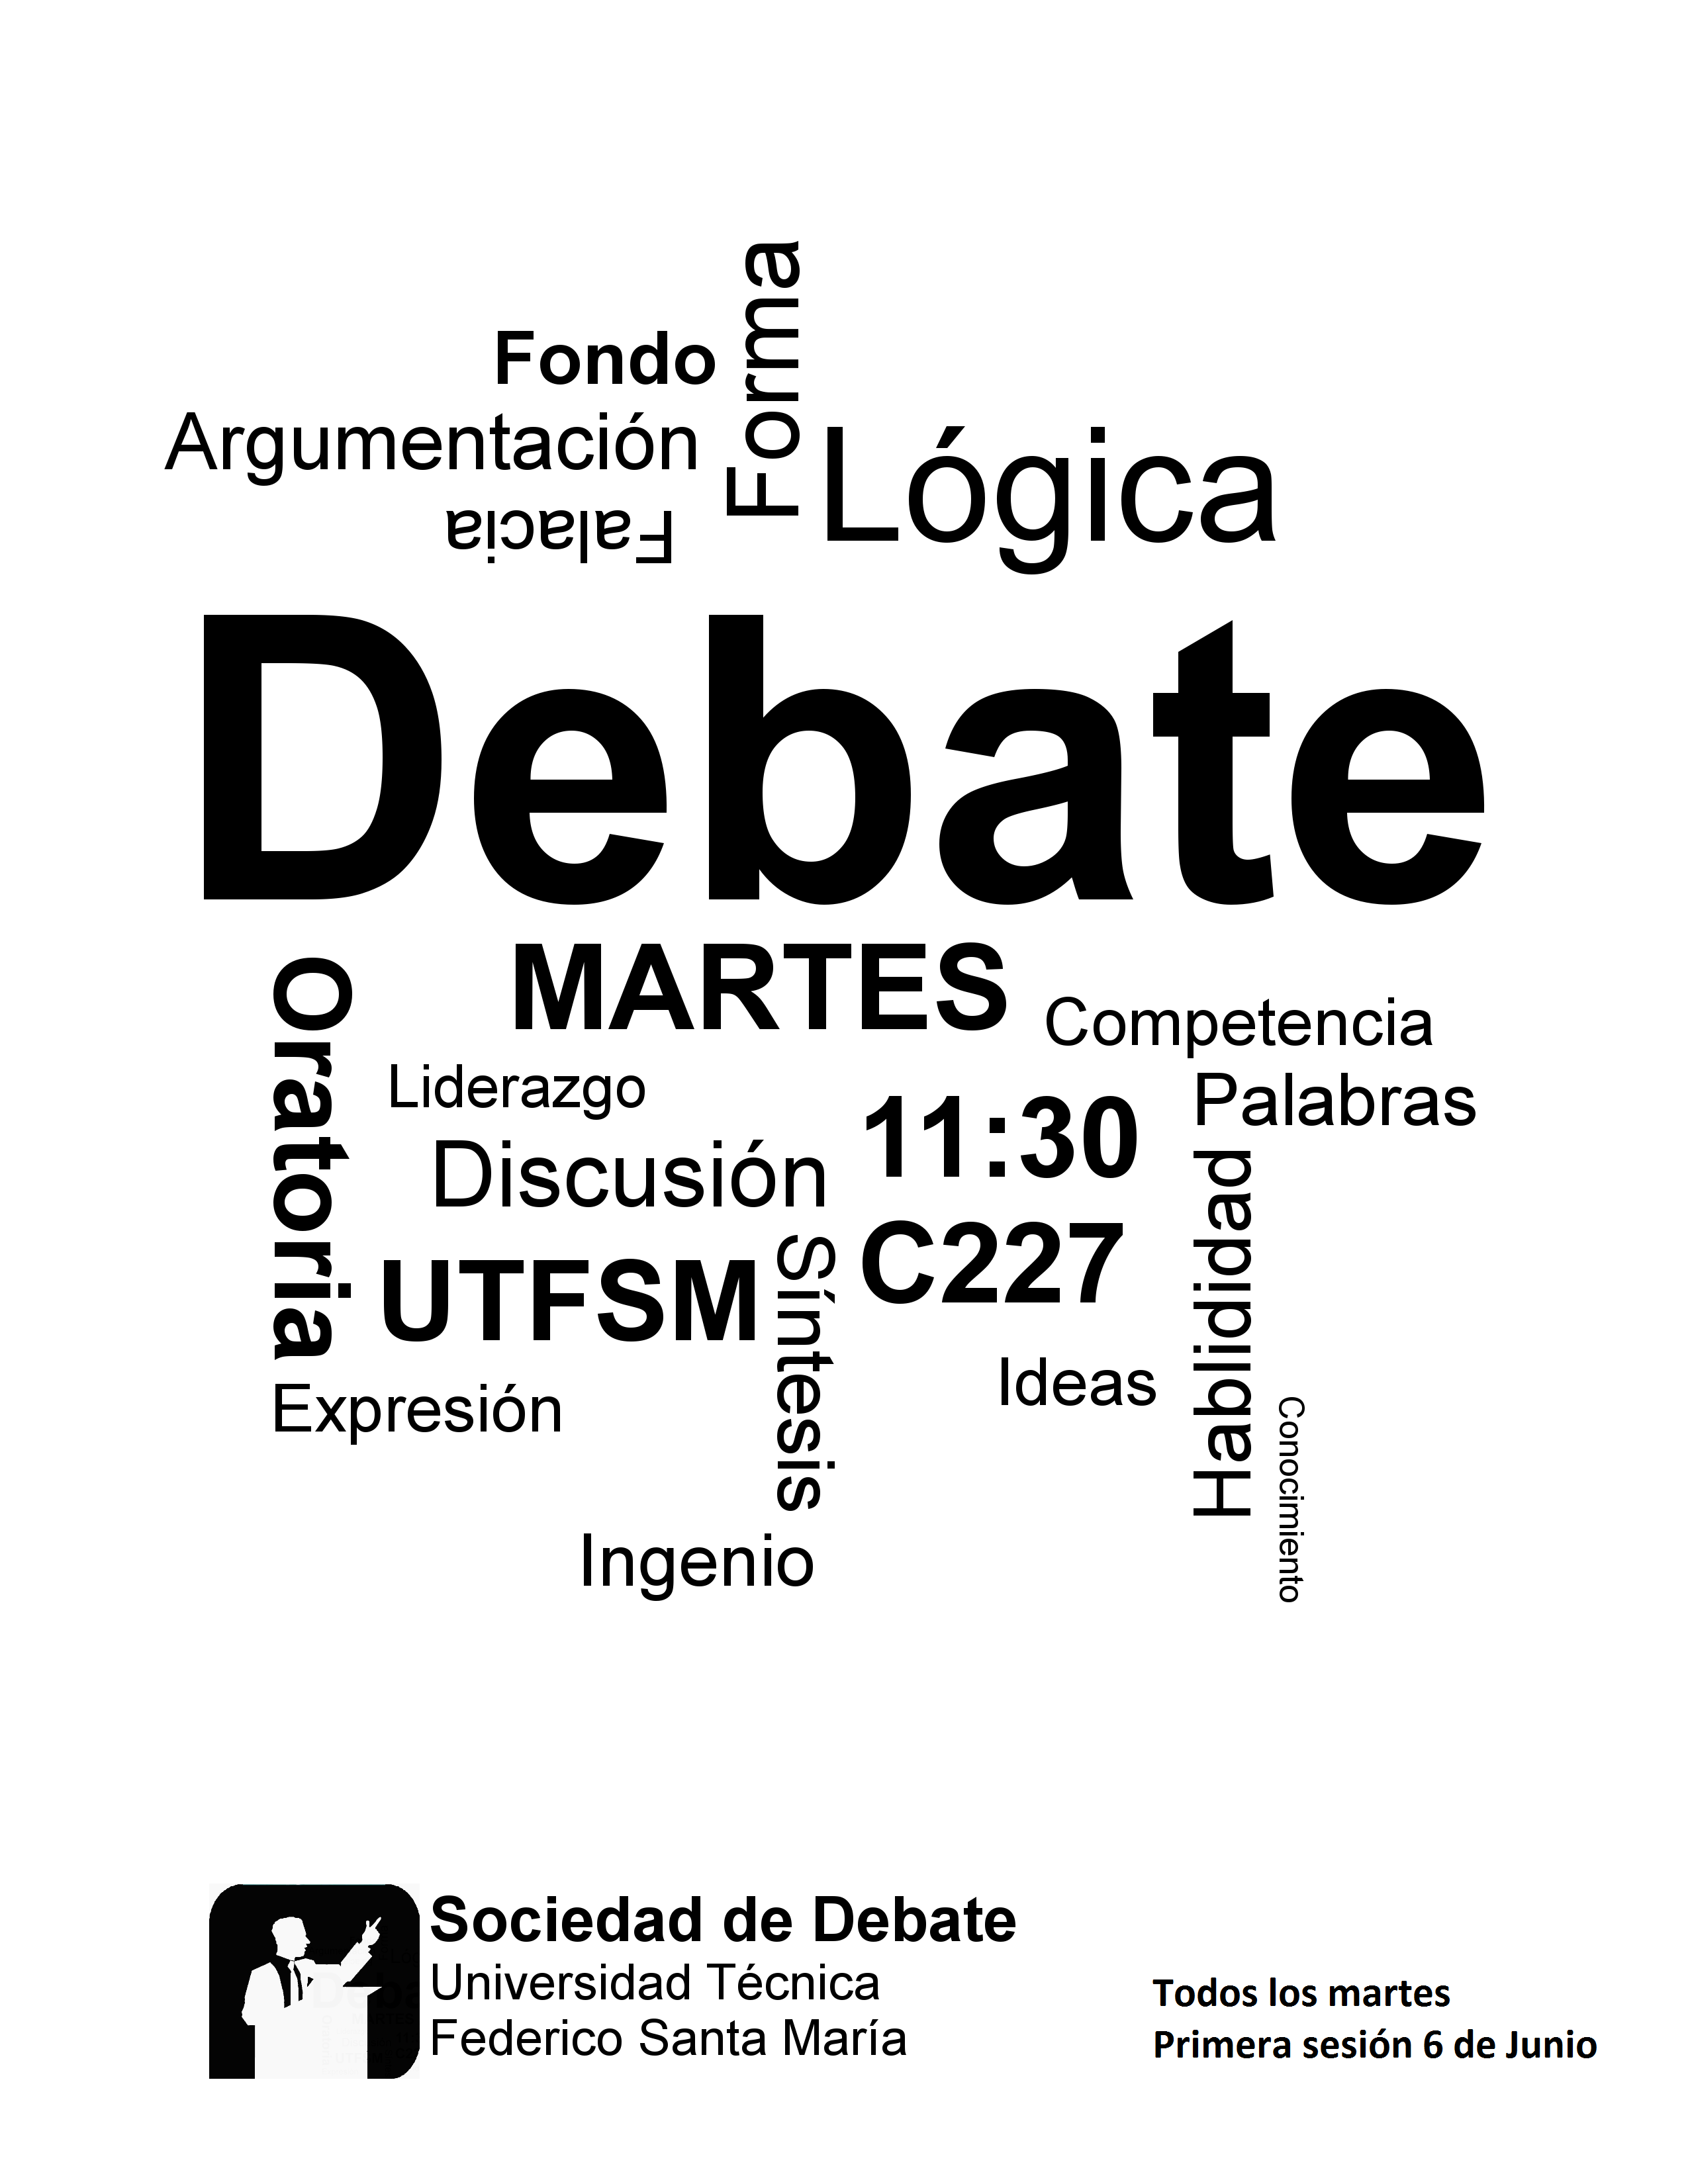 Forma
Fondo
Argumentación
Lógica
Falacia
Debate
MARTES
Oratoria
Competencia
Liderazgo
Palabras
11:30
Discusión
Hablididad
C227
UTFSM
Síntesis
Ideas
Expresión
Conocimiento
Ingenio
Sociedad de Debate
Universidad Técnica
Federico Santa María
Todos los martes
Primera sesión 6 de Junio